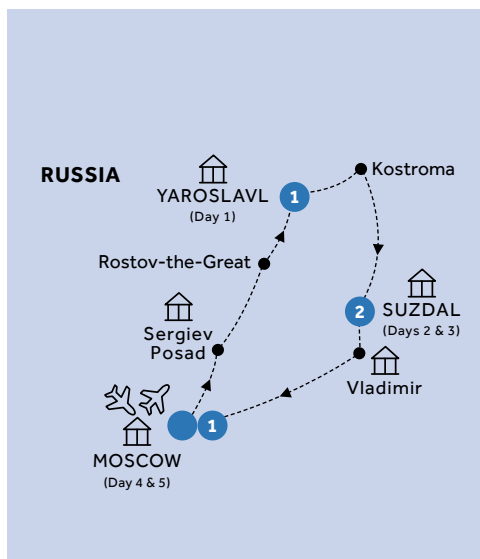 RUSSIA
YAROSLAVL
(Day 1)
1
Kostroma
Rostov-the-Great
2
SUZDAL
(Days 2 & 3)
Sergiev
Posad
Vladimir
1
MOSCOW
(Day 4 & 5)